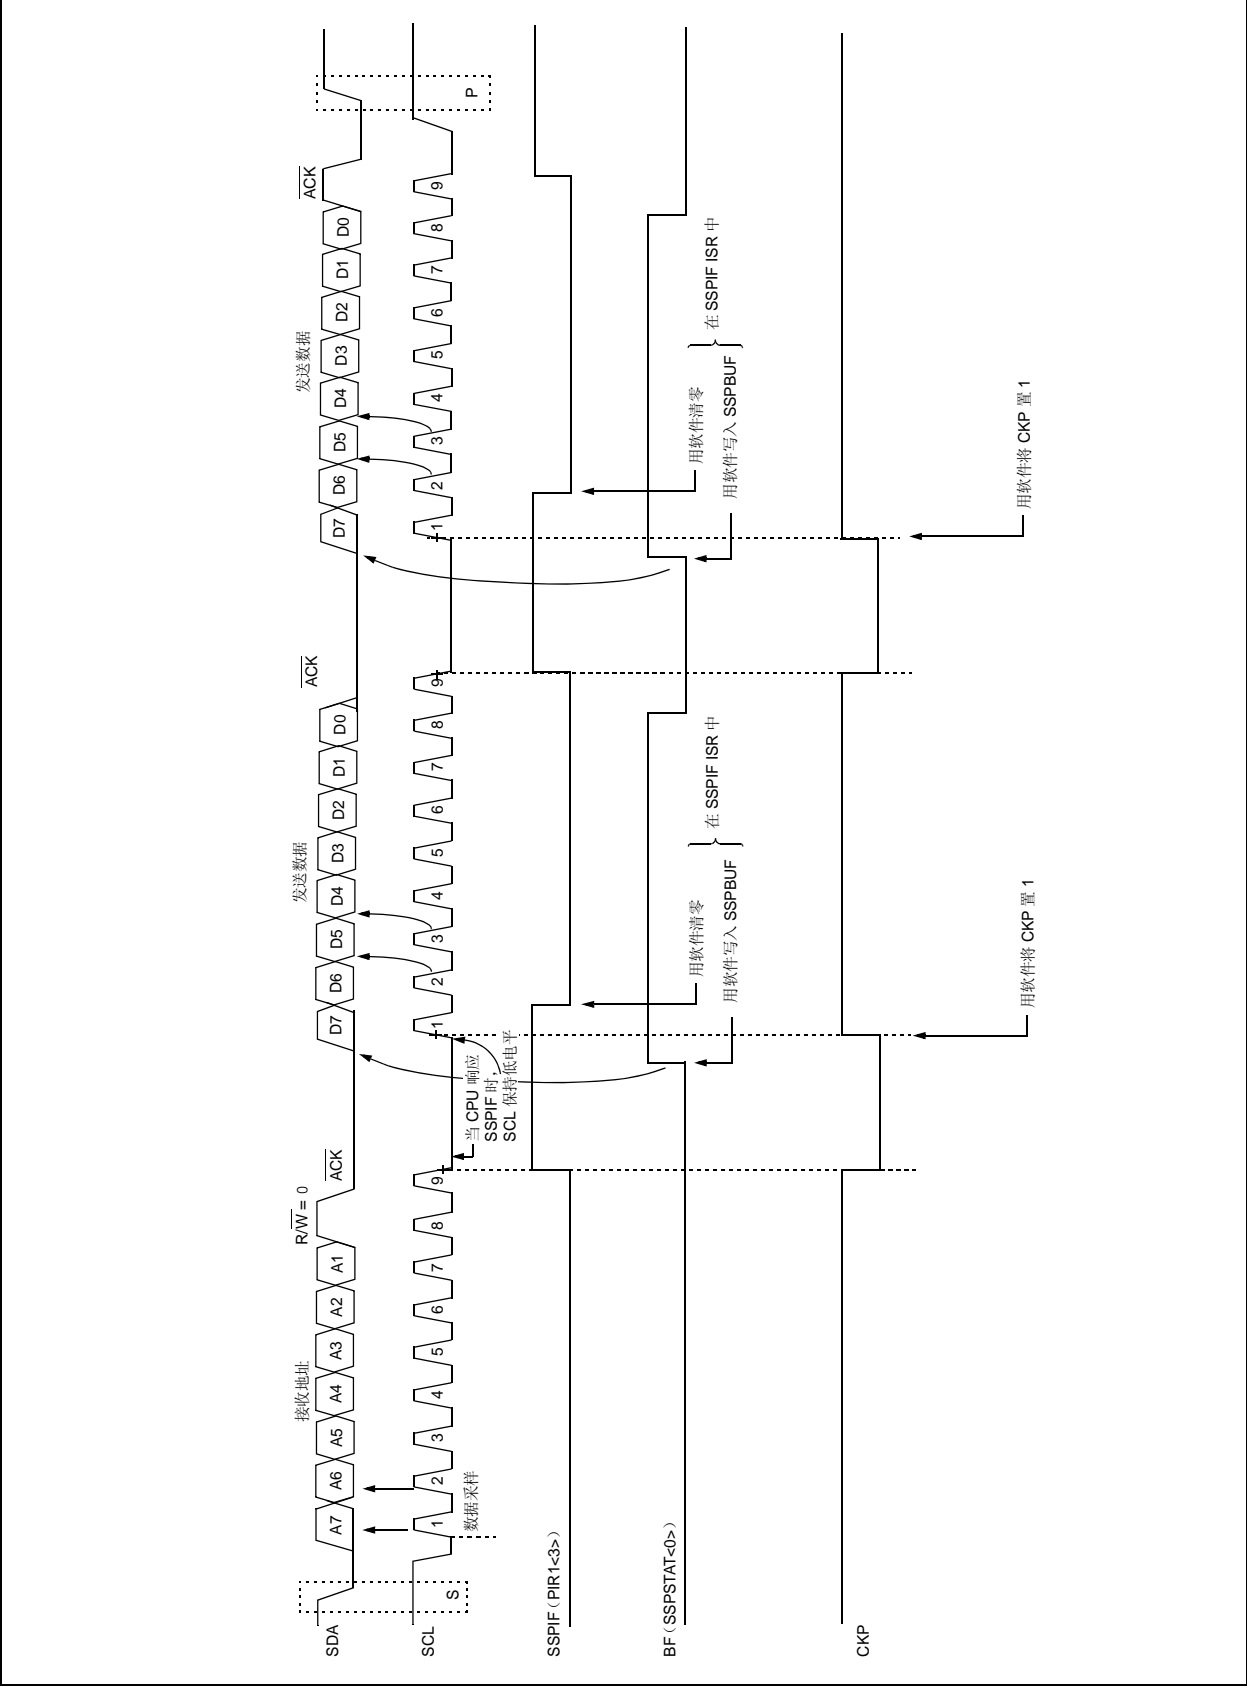 接收地址
R/W = 0
ACK
发送数据
ACK
发送数据
ACK
SDA
A7 A6 A5 A4 A3 A2 A1
D7 D6 D5 D4 D3 D2 D1 D0
D7 D6 D5 D4 D3 D2 D1 D0
SCL
S
1 2 3 4 5 6 7 8 9
1 2 3 4 5 6 7 8 9
1 2 3 4 5 6 7 8 9
P
数据采样
当 CPU 响应
SSPIF 时，
SCL 保持低电平
SSPIF（PIR1<3>）
BF（SSPSTAT<0>）
用软件清零
用软件写入 SSPBUF
在 SSPIF ISR 中
用软件清零
用软件写入 SSPBUF
在 SSPIF ISR 中
CKP
用软件将 CKP 置 1
用软件将 CKP 置 1